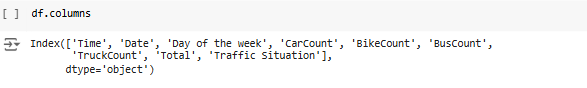 [ ] df.columns
Index(['Time', 'Date', 'Day of the week', 'CarCount', 'BikeCount', 'BusCount',
'TruckCount', 'Total', 'Traffic Situation'],
dtype='object')